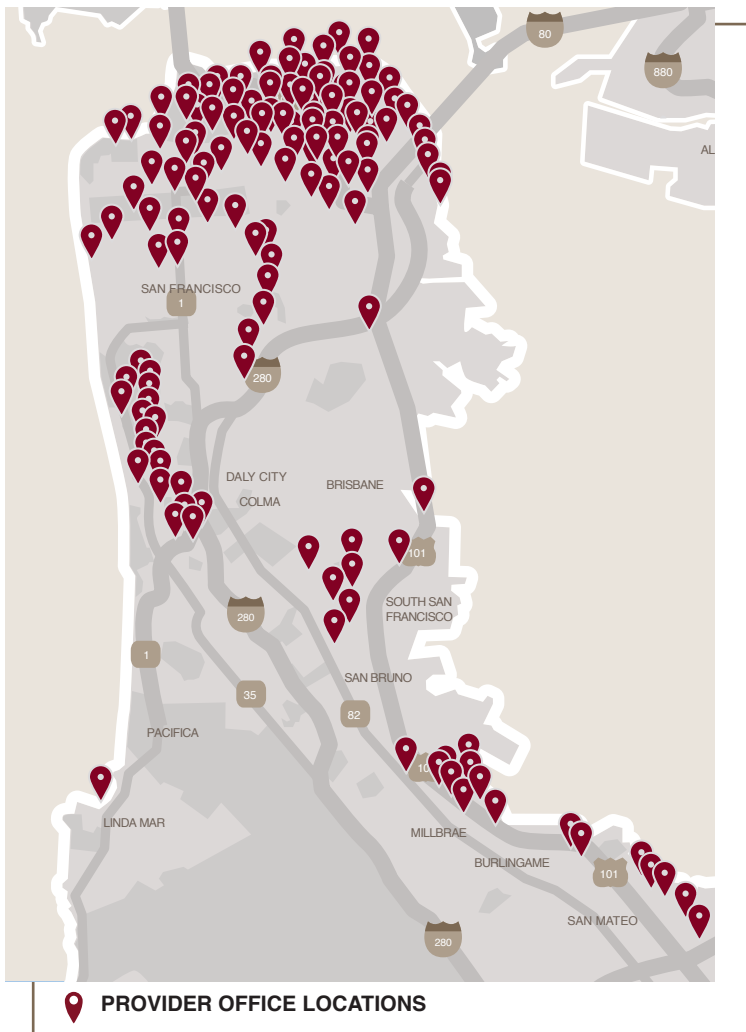 80
880
AL
SAN FRANCISCO
1
280
DALY CITY
COLMA
BRISBANE
101
SOUTH SAN
FRANCISCO
280
1
SAN BRUNO
35
82
PACIFICA
10
LINDA MAR
MILLBRAE
BURLINGAME
101
SAN MATEO
280
PROVIDER OFFICE LOCATIONS